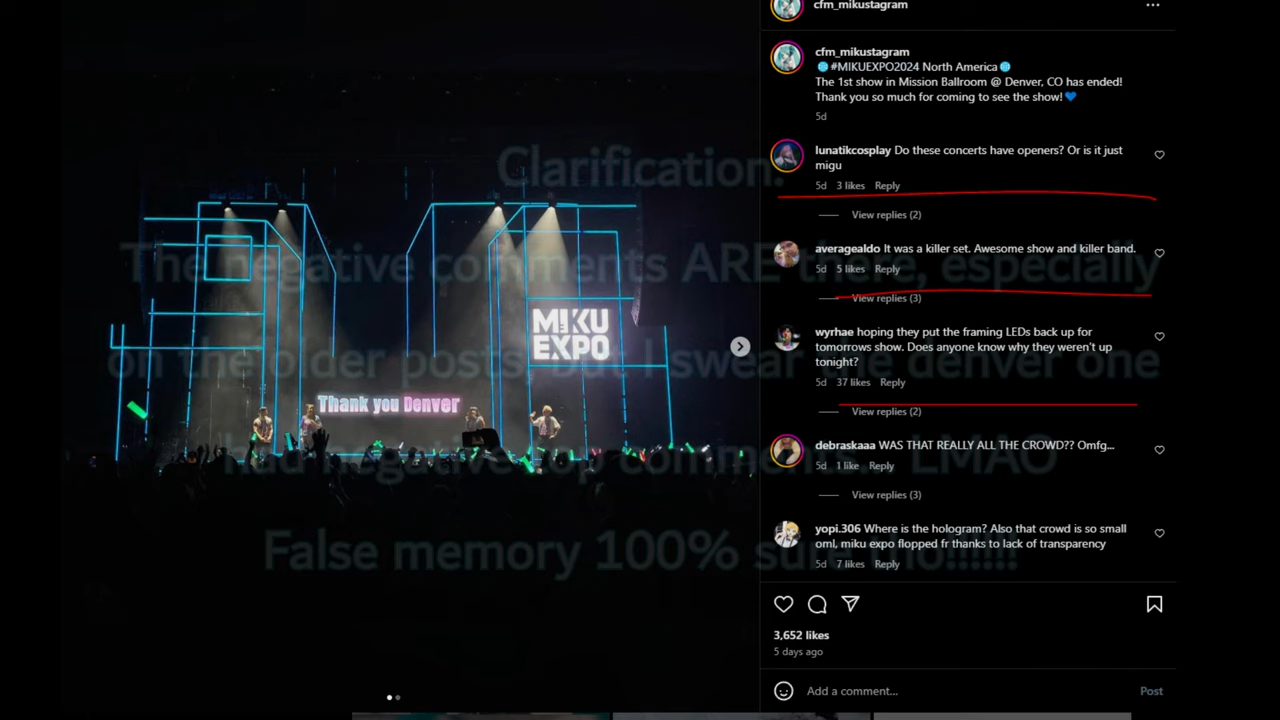 cfm_mikustagram
cfm_mikustagram
#MIKUEXPO2024 North America
The 1st show in Mission Ballroom @ Denver, CO has ended!
Thank you so much for coming to see the show!
5d
lunatikcosplay Do these concerts have openers? Or is it just
migu
5d 3 likes Reply
View replies (2)
averagealdo It was a killer set. Awesome show and killer band.
5d 5 likes Reply
View replies (3)
wyrhae hoping they put the framing LEDs back up for
tomorrows show. Does anyone know why they weren't up
tonight?
5d 37 likes Reply
View replies (2)
debraskaaa WAS THAT REALLY ALL THE CROWD?? Omfg...
5d 1 like Reply
View replies (3)
yopi.306 Where is the hologram? Also that crowd is so small
oml, miku expo flopped fr thanks to lack of transparency
5d 7 likes Reply
3,652 likes
5 days ago
Add a comment...
Post
MIKU
EXPO
Thank you Denver
Clarification:
The negative comments ARE there, especially
on the older posts, but I swear the denver one
had negative top comments LMAO
False memory 100% sure tho!!!!!!